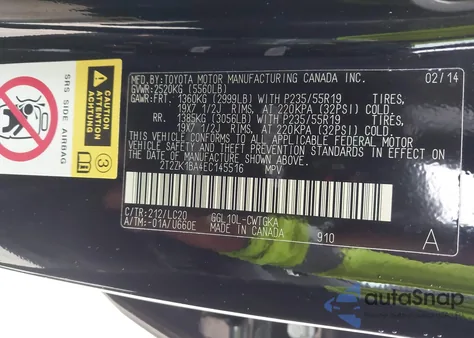 MFD.BY:TOYOTA MOTOR MANUFACTURING CANADA INC. 02/14
GVWR:2520KG (5560LB)
GAWR:FRT. 1360KG (2999LB) WITH P235/55R19 TIRES,
19X7 1/2J RIMS, AT 220KPA (32PSI) COLD
RR. 1385KG (3056LB) WITH P235/55R19 TIRES,
19X7 1/2J RIMS, AT 220KPA (32PSI) COLD
THIS VEHICLE CONFORMS TO ALL APPLICABLE FEDERAL MOTOR
VEHICLE SAFETY AND THEFT PREVENTION STANDARDS IN EFFECT
ON THE DATE OF MANUFACTURE SHOWN ABOVE.
2T2ZK1BA4EC145516 MPV
C/TR:212/LC20 GGL10L-CWTGKA
A/TM:-01A/U660E MADE IN CANADA 910 A
CAUTION
ATTENTION
SRS SIDE AIRBAG
autoSnap